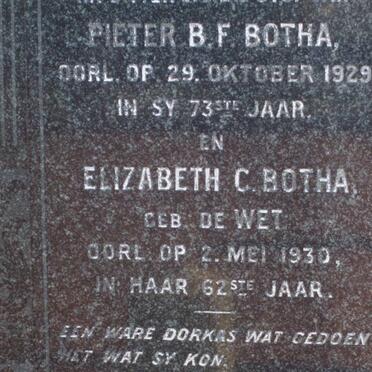 PIETER B. F. BOTHA,
OORL. OP 29. OKTOBER 1929
IN SY 73STE JAAR.
EN
ELIZABETH C. BOTHA,
GEB. DE WET
OORL. OP 2. MEI 1930,
IN HAAR 62STE JAAR.
EEN WARE DORKAS WAT GEDOEN
HET WAT SY KON.